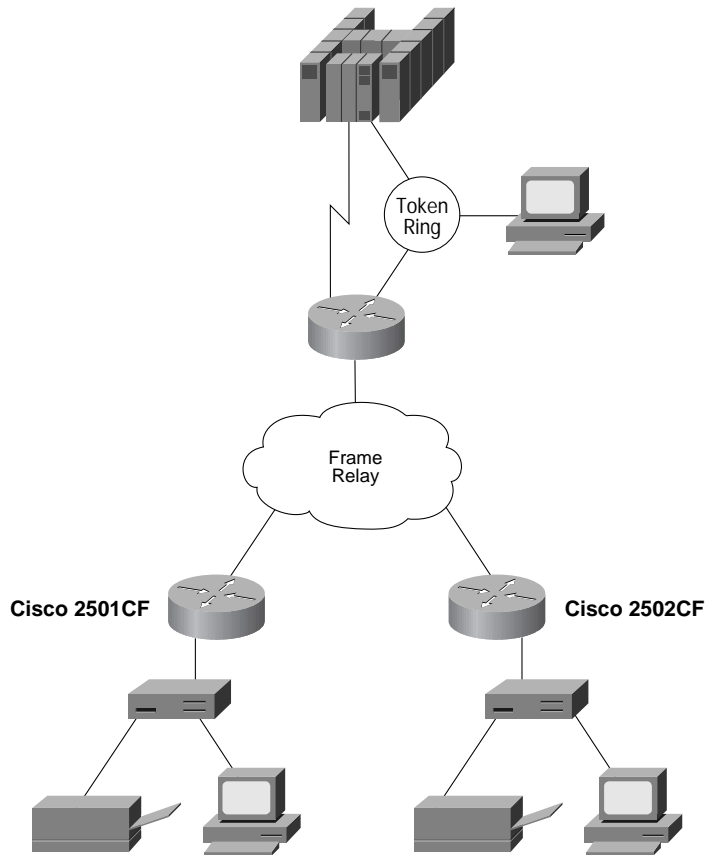 Token
Ring
Frame
Relay
Cisco 2501CF
Cisco 2502CF